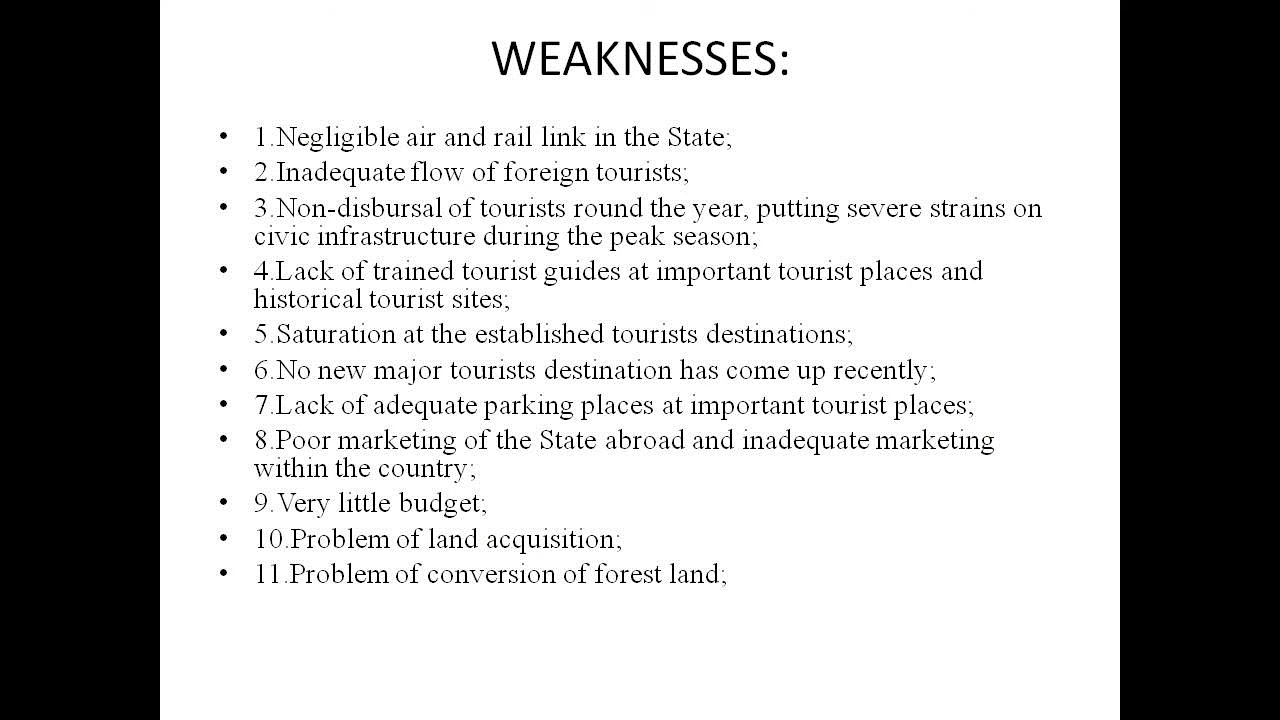 WEAKNESSES:
• 1.Negligible air and rail link in the State;
• 2.Inadequate flow of foreign tourists;
• 3.Non-disbursal of tourists round the year, putting severe strains on
civic infrastructure during the peak season;
• 4.Lack of trained tourist guides at important tourist places and
historical tourist sites;
• 5.Saturation at the established tourists destinations;
• 6.No new major tourists destination has come up recently;
• 7.Lack of adequate parking places at important tourist places;
• 8.Poor marketing of the State abroad and inadequate marketing
within the country;
• 9.Very little budget;
• 10.Problem of land acquisition;
• 11.Problem of conversion of forest land;